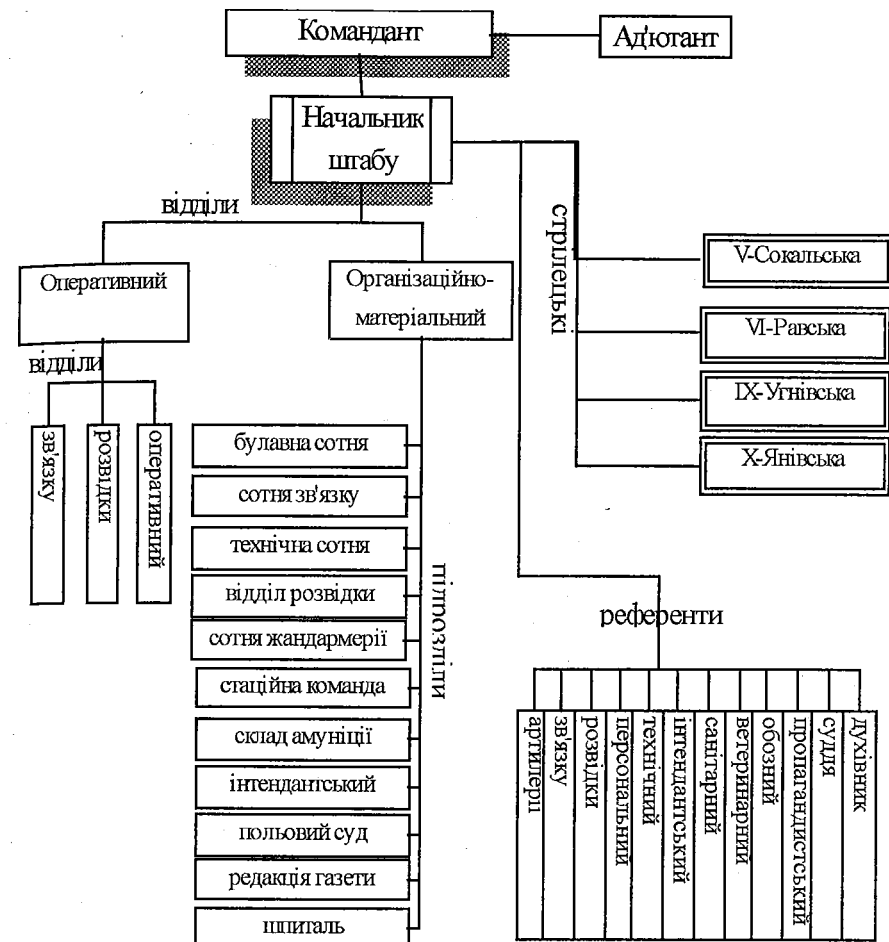 Командант
Ад'ютант
Начальник
штабу
відділи
Оперативний
Організаційно-
матеріальний
відділи
зв'язку
розвідки
оперативний
булавна сотня
сотня зв'язку
технічна сотня
відділ розвідки
сотня жандармерії
стаційна команда
склад амуніції
інтендантський
польовий суд
редакція газети
шпиталь
підрозділи
стрілецькі
V-Сокальська
VI-Равська
IX-Угнівська
X-Янівська
референти
артилерії
зв'язку
розвідки
персональний
технічний
інтендантський
санітарний
ветеринарний
обозний
пропагандистський
суддя
духівник